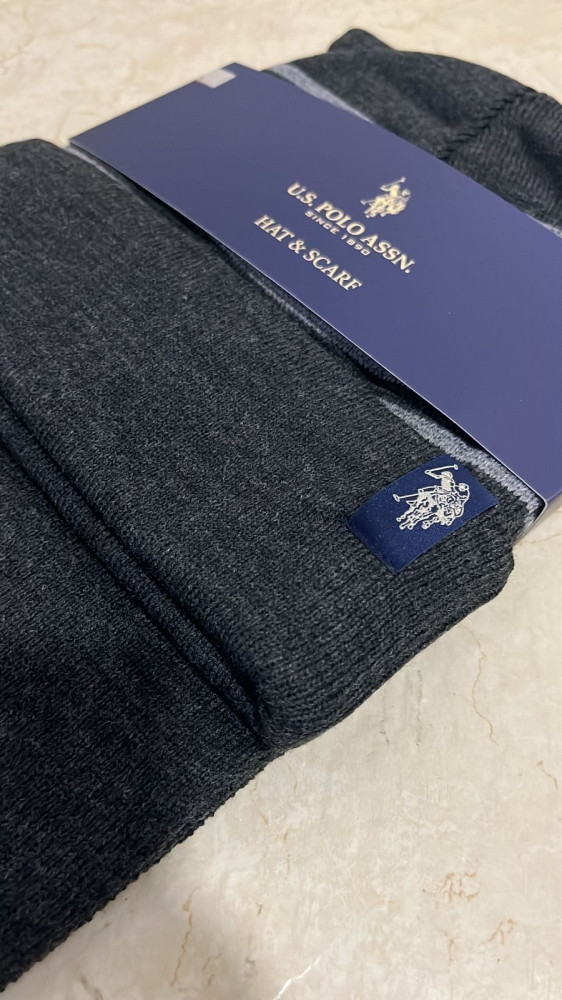 U.S. POLO ASSN.
SINCE 1890
HAT & SCARF